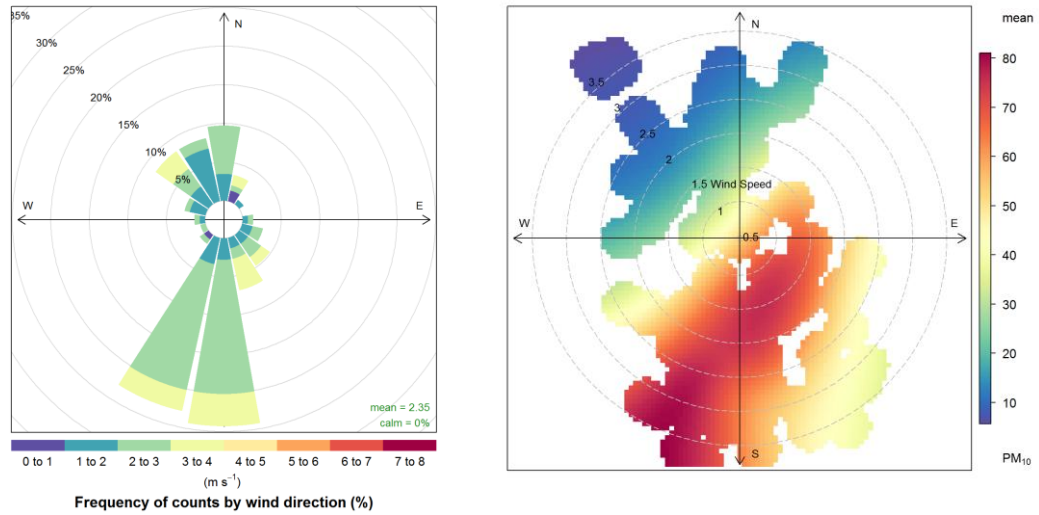 35%
30%
25%
20%
15%
10%
5%
N
W
E
mean = 2.35
calm = 0%
0 to 1 1 to 2 2 to 3 3 to 4 4 to 5 5 to 6 6 to 7 7 to 8
(m s⁻¹)
Frequency of counts by wind direction (%)
N
3.5
3
2.5
2
1.5 Wind Speed
1
0.5
W
E
S
mean
80
70
60
50
40
30
20
10
PM₁₀